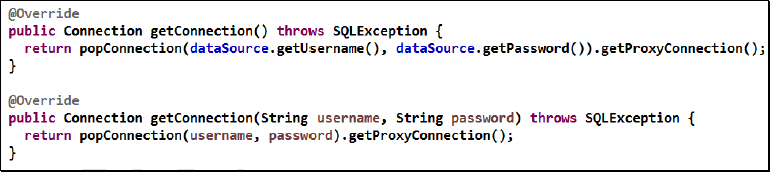 @Override
public Connection getConnection() throws SQLException {
return popConnection(dataSource.getUsername(), dataSource.getPassword()).getProxyConnection();
}
@Override
public Connection getConnection(String username, String password) throws SQLException {
return popConnection(username, password).getProxyConnection();
}